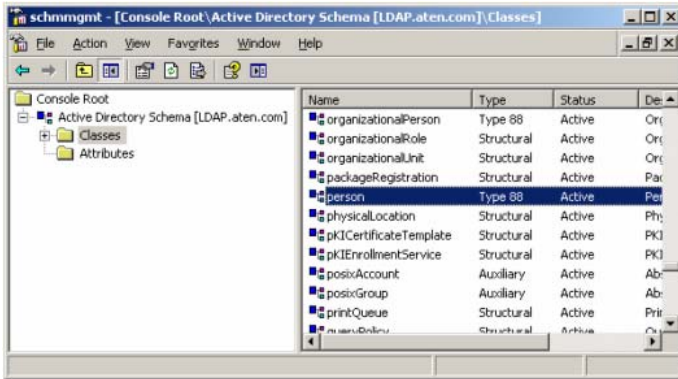 schmmgmt - [Console Root\Active Directory Schema [LDAP.aten.com]\Classes]
File Action View Favorites Window Help
Console Root
Active Directory Schema [LDAP.aten.com]
Classes
Attributes
Name Type Status
organizationalPerson Type 88 Active
organizationalRole Structural Active
organizationalUnit Structural Active
packageRegistration Structural Active
person Type 88 Active
physicalLocation Structural Active
pKICertificateTemplate Structural Active
pKIEnrollmentService Structural Active
posixAccount Auxiliary Active
posixGroup Auxiliary Active
printQueue Structural Active
queryPolicy Structural Active